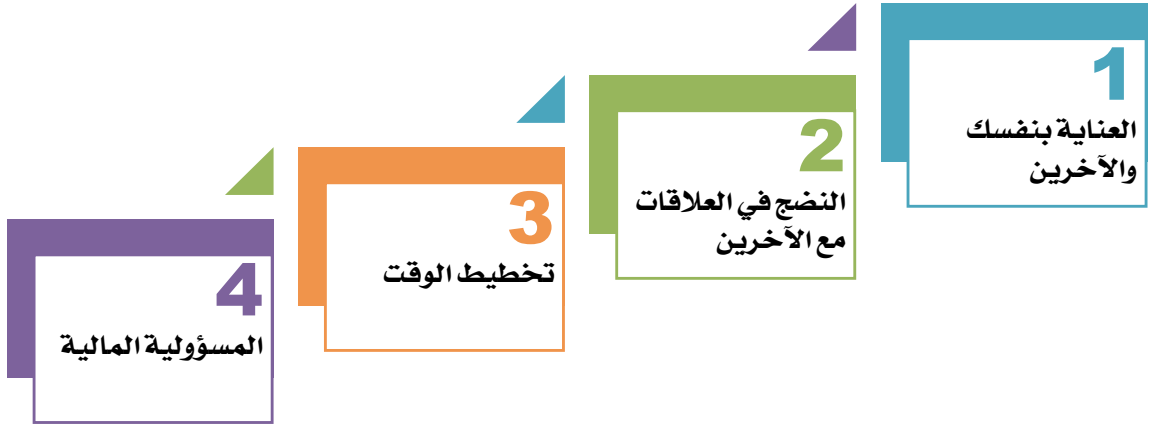 1
العناية بنفسك
والآخرين
2
النضج في العلاقات
مع الآخرين
3
تخطيط الوقت
4
المسؤولية المالية